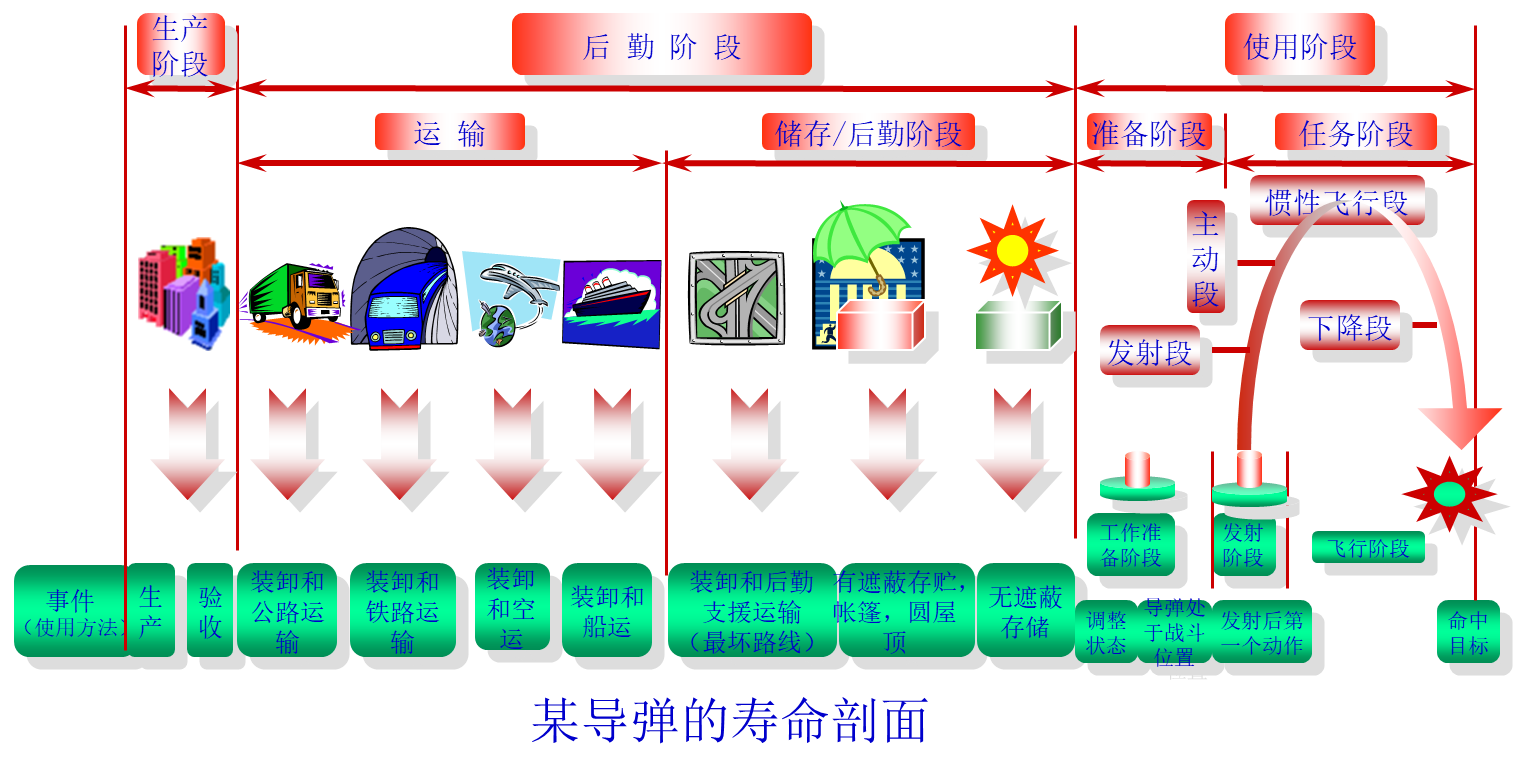 生产
阶段
后 勤 阶 段
使用阶段
运 输
储存/后勤阶段
准备阶段
任务阶段
惯性飞行段
主
动
段
发射段
下降段
工作准
备阶段
发射
阶段
飞行阶段
事件
（使用方法）
生
产
验
收
装卸和
公路运
输
装卸和
铁路运
输
装卸
和空
运
装卸和
船运
装卸和后勤
支援运输
（最坏路线）
有遮蔽存贮，
帐篷，圆屋
顶
无遮蔽
存储
调整
状态
导弹处
于战斗
位置
发射后第
一个动作
命中
目标
某导弹的寿命剖面